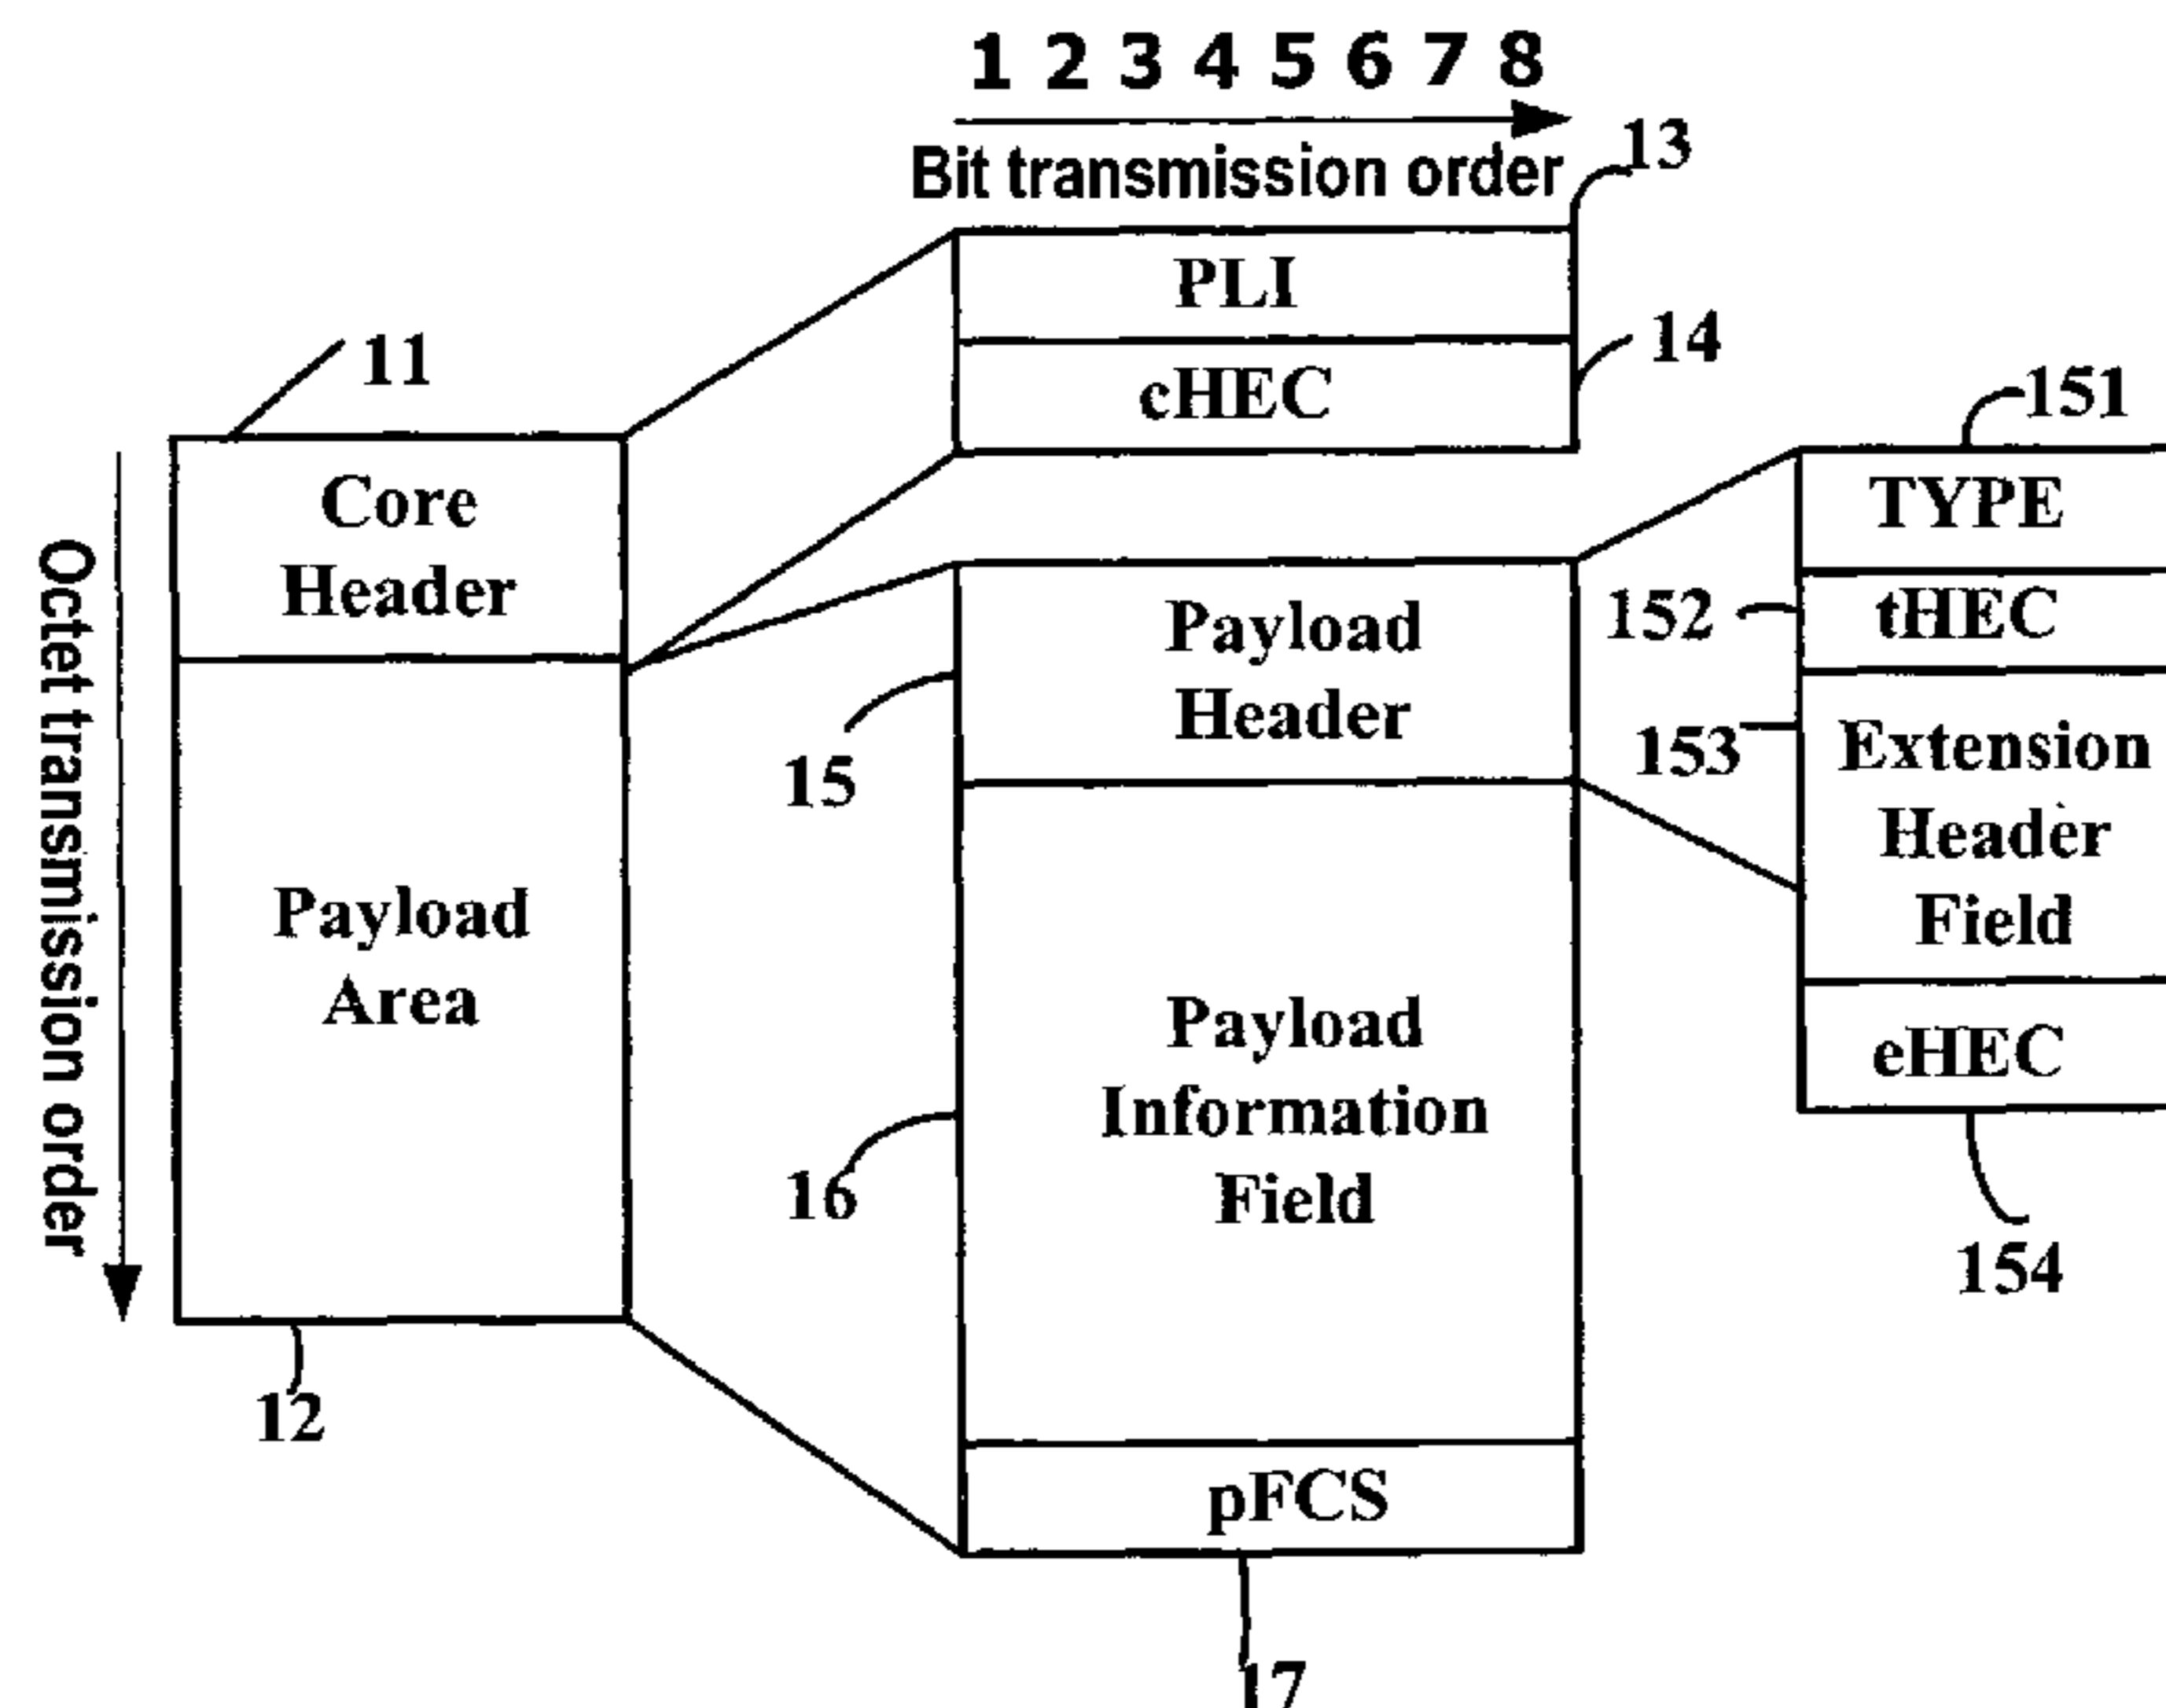 1 2 3 4 5 6 7 8
Bit transmission order
13
PLI
14
cHEC
11
Core
Header
Octet transmission order
Payload
Area
12
Payload
Header
15
Payload
Information
Field
16
pFCS
17
151
TYPE
152
tHEC
153
Extension
Header
Field
eHEC
154